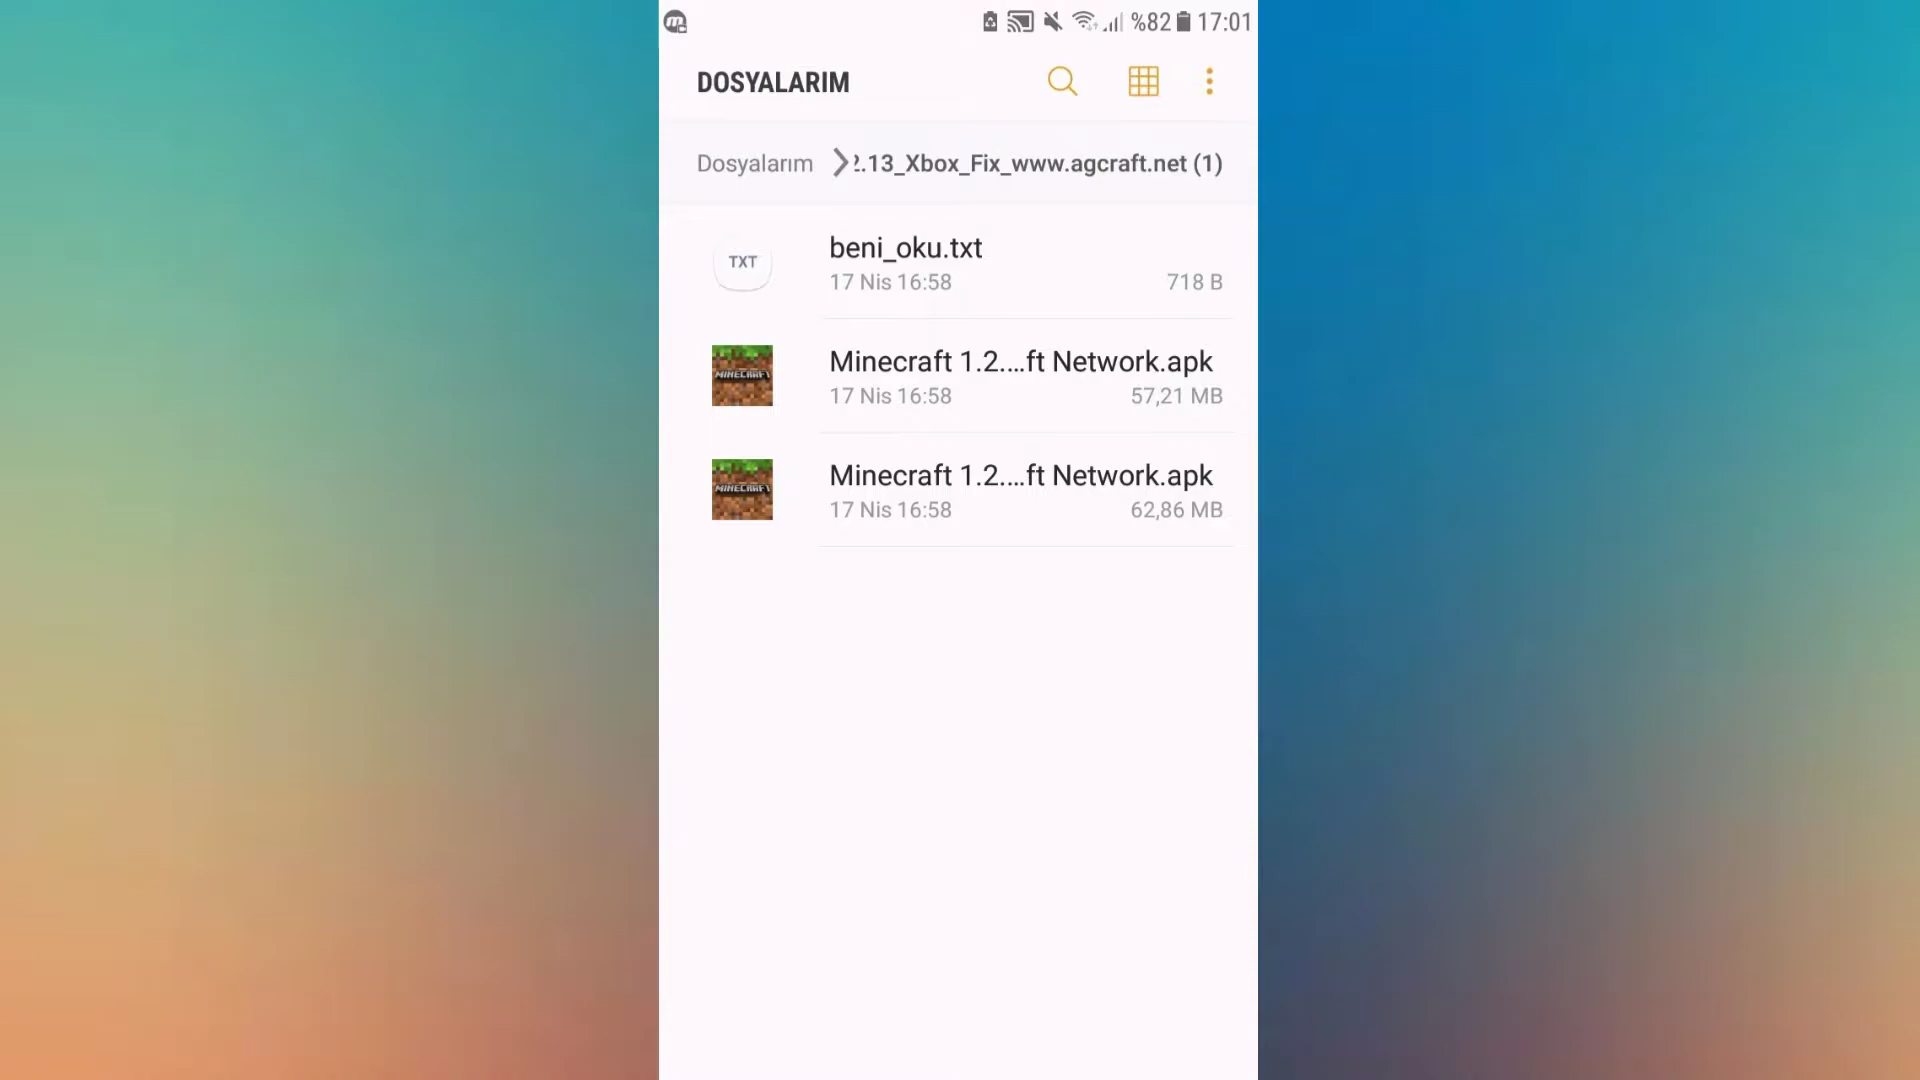 %82 17:01
DOSYALARIM
Dosyalarım 2.13_Xbox_Fix_www.agcraft.net (1)
TXT
beni_oku.txt
17 Nis 16:58 718 B
MINECRAFT
Minecraft 1.2.…ft Network.apk
17 Nis 16:58 57,21 MB
MINECRAFT
Minecraft 1.2.…ft Network.apk
17 Nis 16:58 62,86 MB